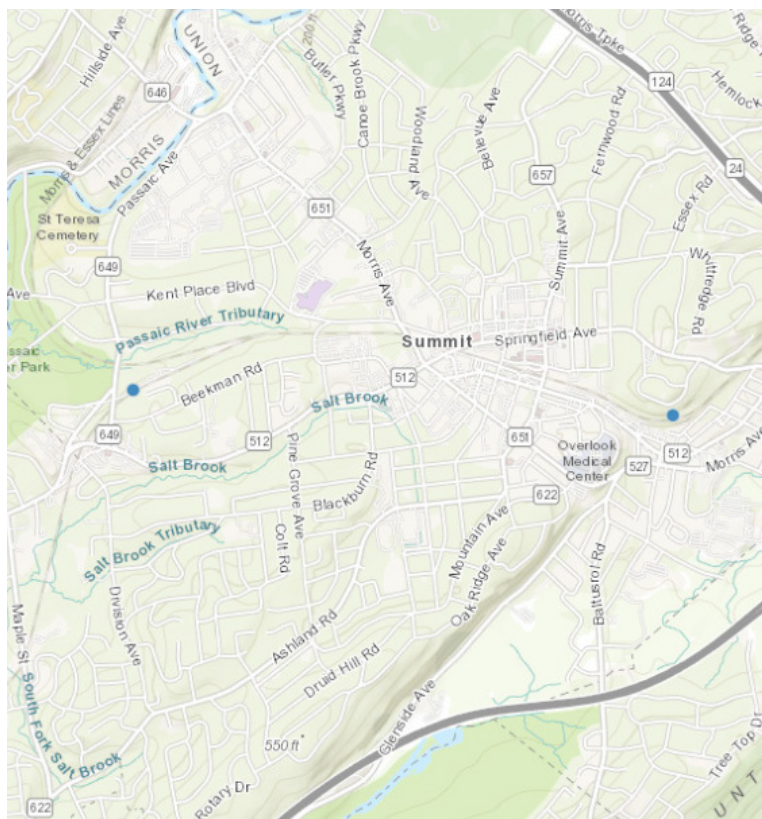 Hillside Ave
UNION
200 ft
Butler Pkwy
Canoe Brook Pkwy
Morris Tpke
124
Hemlock
646
Morris & Essex Lines
MORRIS
Passaic Ave
Woodland P
Ave
Bellevue Ave
Fernwood Rd
657
24
Essex Rd
St Teresa
Cemetery
651
Morris Ave
Summit Ave
Whittredge Rd
649
Ave
Kent Place Blvd
Passaic River Tributary
Summit
Springfield Ave
ssaic
er Park
Beekman Rd
512
Salt Brook
649
512
Salt Brook
Pine Grove Ave
Blackburn Rd
651
Overlook
Medical
Center
527
512
Morris Ave
622
Salt Brook Tributary
Colt Rd
Mountain Ave
Oak Ridge Ave
Baltusrol Rd
Division Ave
Maple St
Ashland Rd
Druid Hill Rd
South Fork Salt Brook
550 ft
Glenside Ave
Tree Top Dr
Rotary Dr
622
U N T